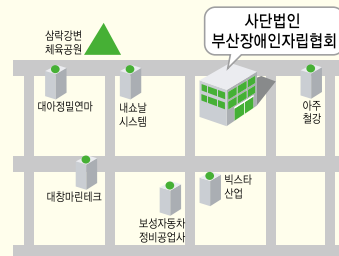 사단법인
부산장애인자립협회
삼락강변
체육공원
대아정밀연마
내쇼날
시스템
아주
철강
대창마린테크
빅스타
산업
보성자동차
정비공업사